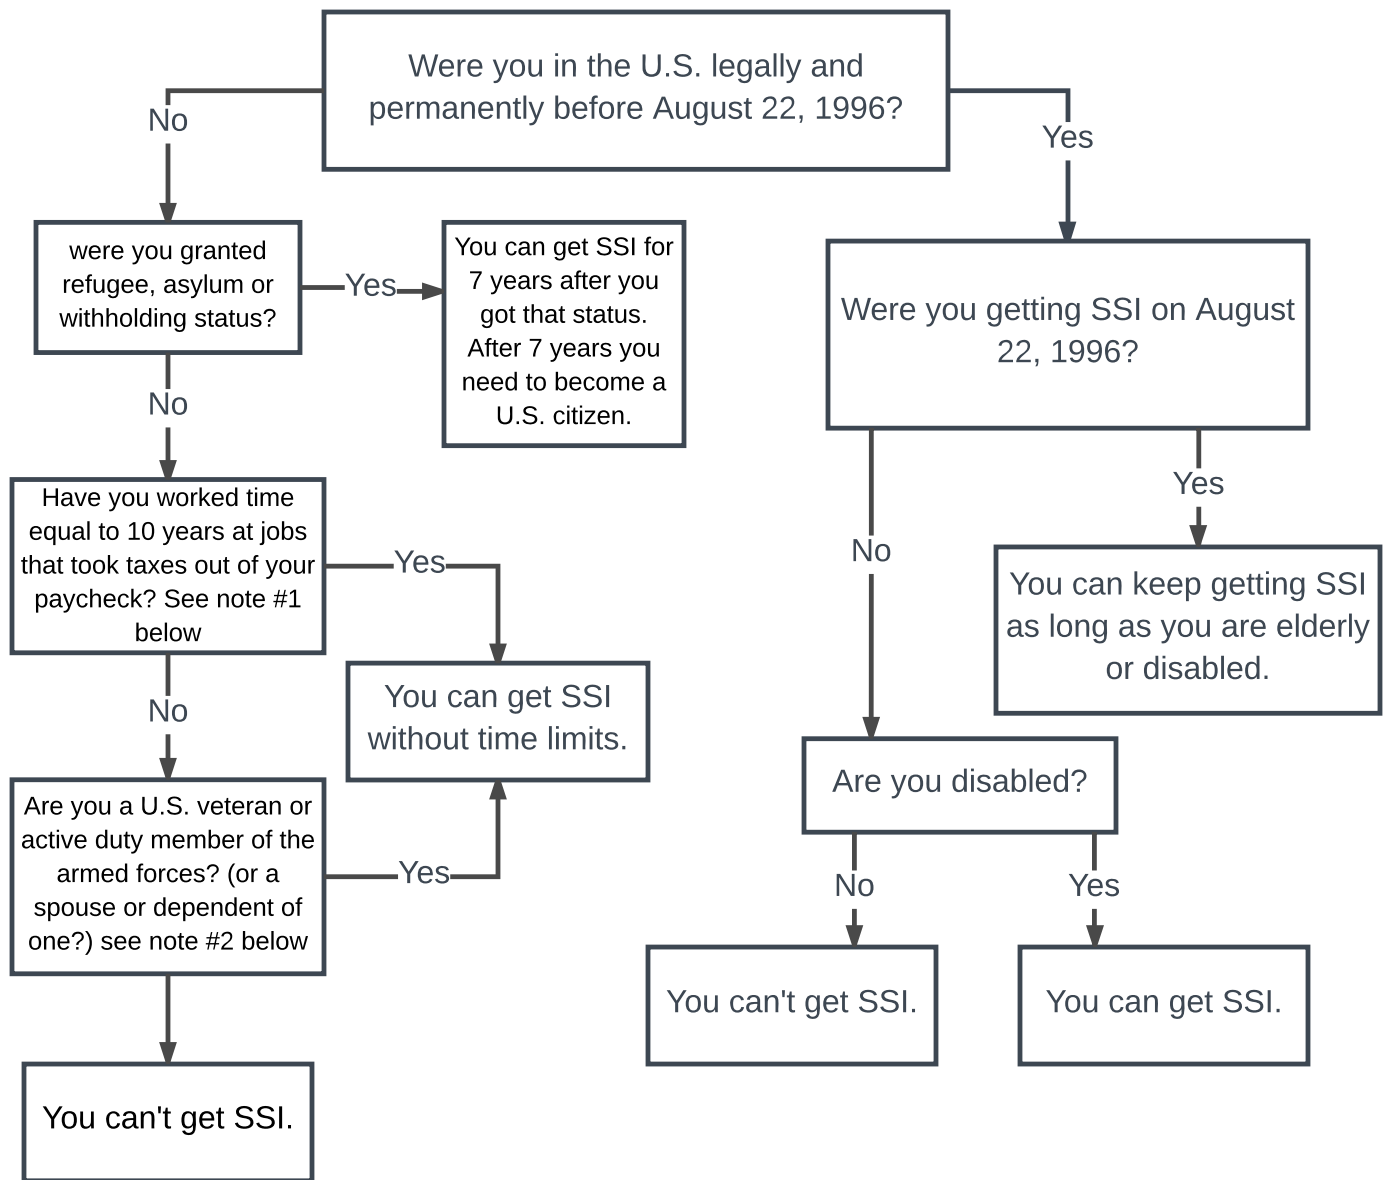 Were you in the U.S. legally and
permanently before August 22, 1996?
No
Yes
were you granted
refugee, asylum or
withholding status?
Yes
You can get SSI for
7 years after you
got that status.
After 7 years you
need to become a
U.S. citizen.
Were you getting SSI on August
22, 1996?
No
Have you worked time
equal to 10 years at jobs
that took taxes out of your
paycheck? See note #1
below
Yes
No
Yes
You can keep getting SSI
as long as you are elderly
or disabled.
You can get SSI
without time limits.
No
Are you disabled?
Are you a U.S. veteran or
active duty member of the
armed forces? (or a
spouse or dependent of
one?) see note #2 below
Yes
No
Yes
You can't get SSI.
You can get SSI.
You can't get SSI.